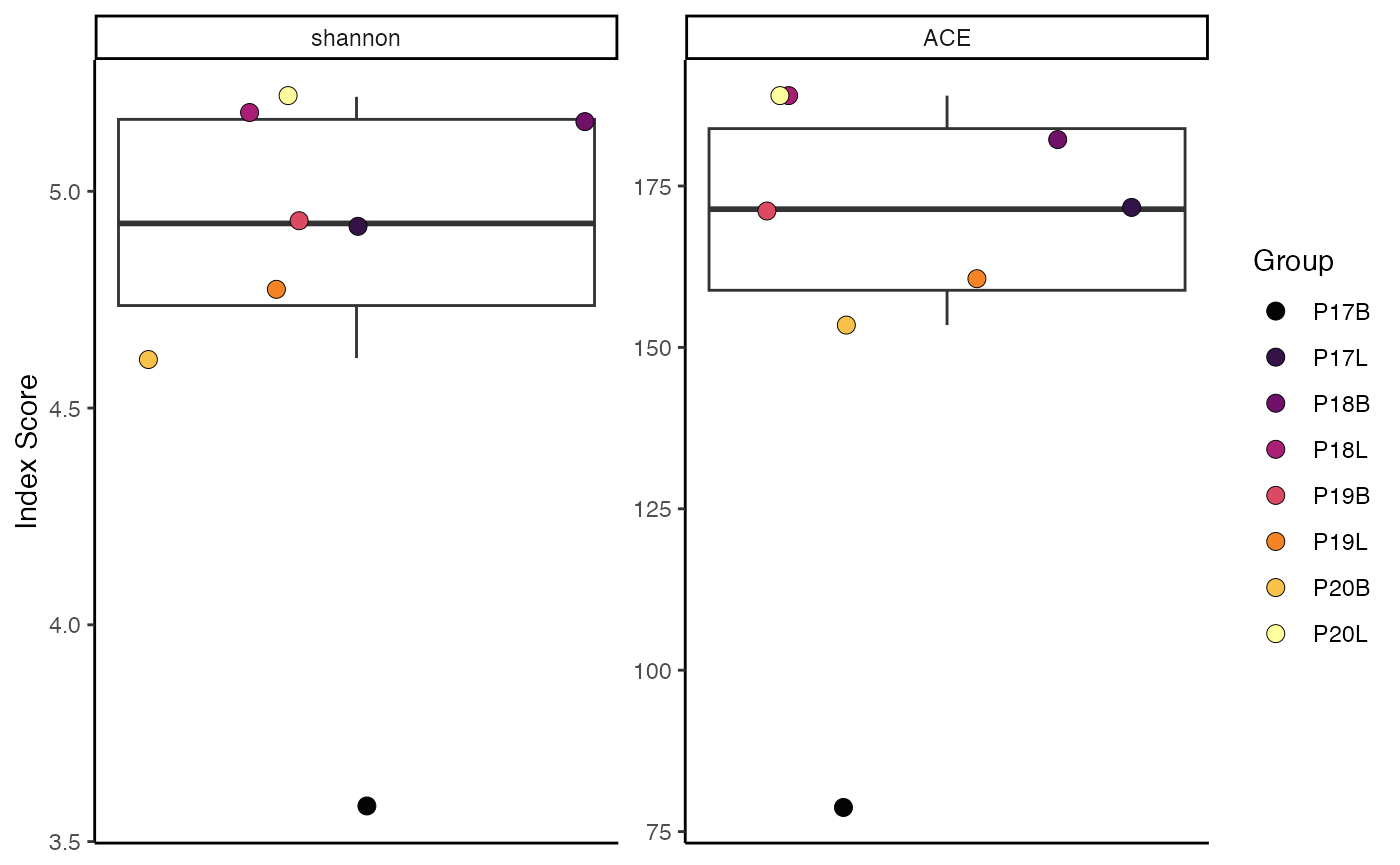 shannon
ACE
Index Score
5.0
4.5
4.0
3.5
175
150
125
100
75
Group
P17B
P17L
P18B
P18L
P19B
P19L
P20B
P20L